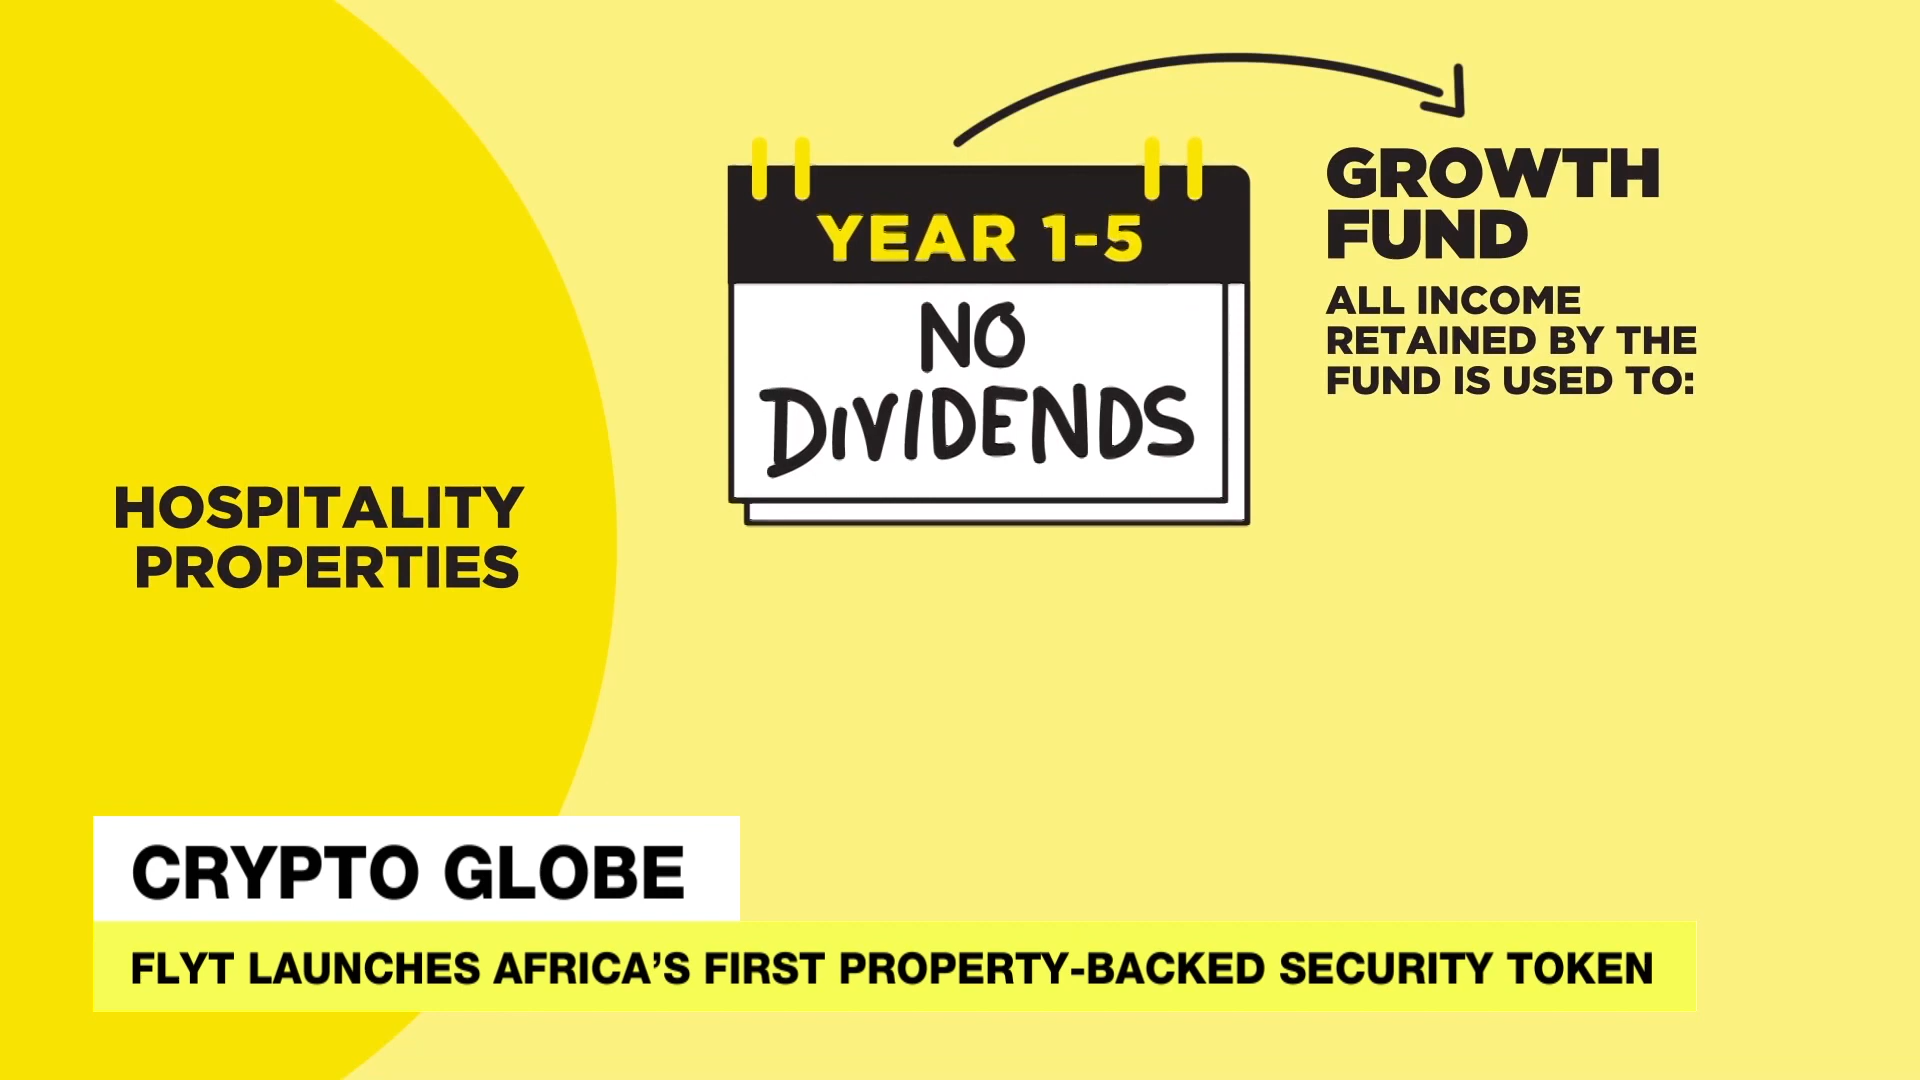 HOSPITALITY
PROPERTIES
YEAR 1-5
NO
DIVIDENDS
GROWTH
FUND
ALL INCOME
RETAINED BY THE
FUND IS USED TO:
CRYPTO GLOBE
FLYT LAUNCHES AFRICA’S FIRST PROPERTY-BACKED SECURITY TOKEN